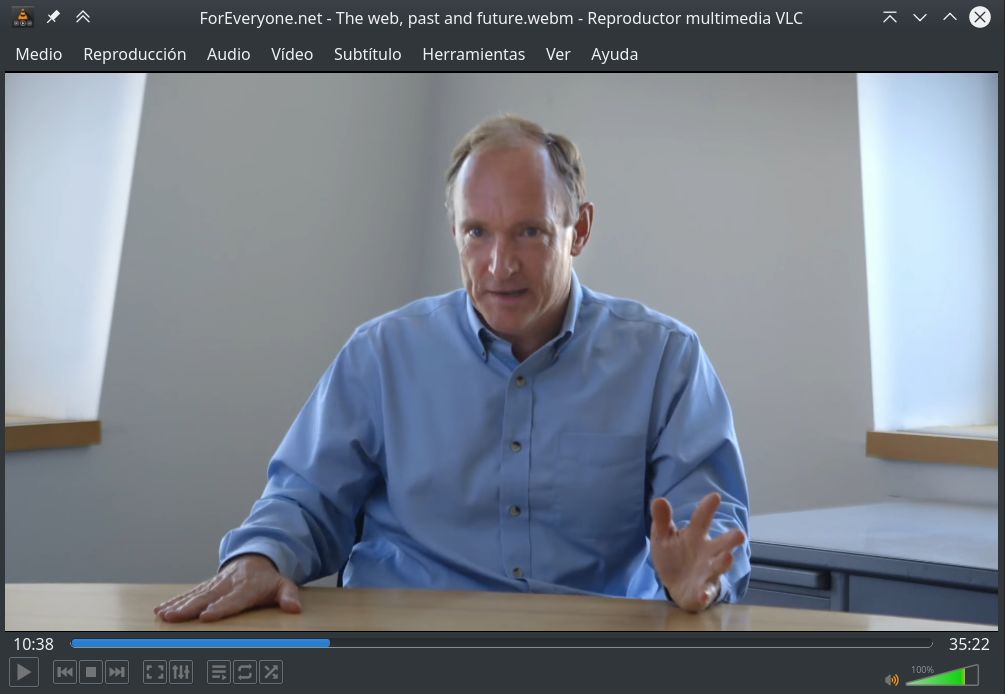 ForEveryone.net - The web, past and future.webm - Reproductor multimedia VLC
Medio Reproducción Audio Vídeo Subtítulo Herramientas Ver Ayuda
10:38 35:22
100%